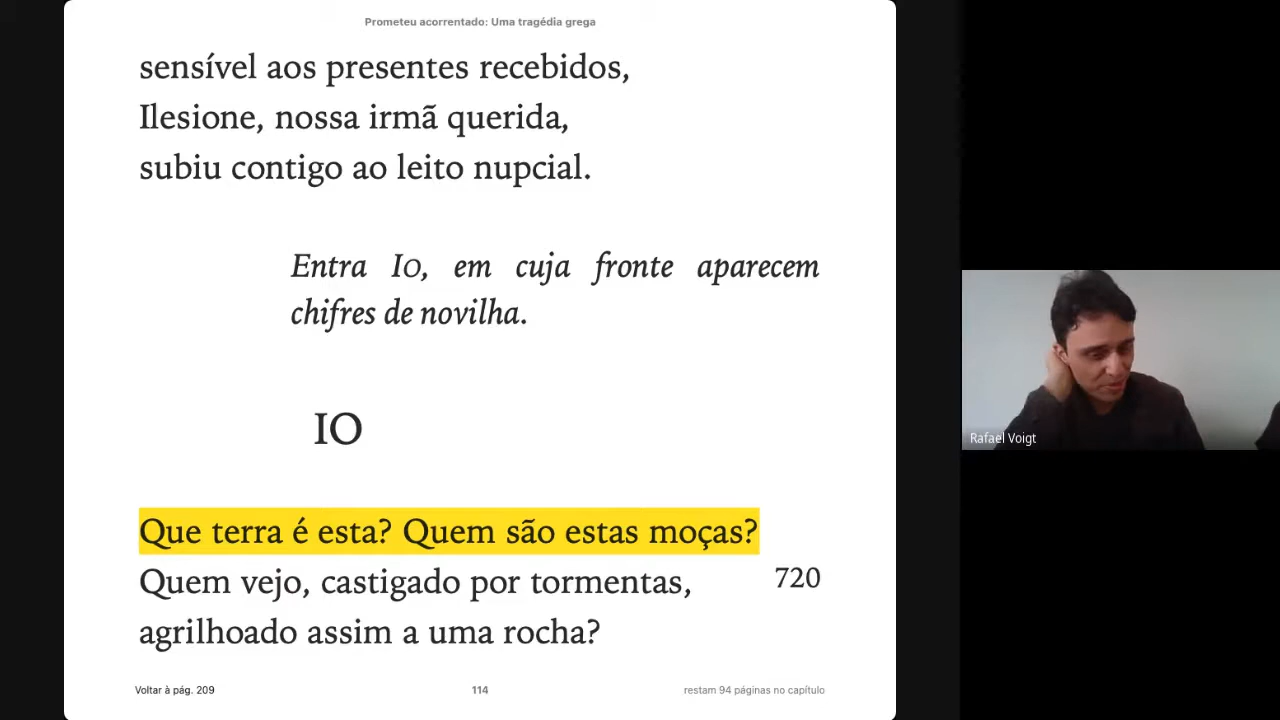 Prometeu acorrentado: Uma tragédia grega
sensível aos presentes recebidos,
Ilesione, nossa irmã querida,
subiu contigo ao leito nupcial.
Entra Io, em cuja fronte aparecem
chifres de novilha.
IO
Que terra é esta? Quem são estas moças?
Quem vejo, castigado por tormentas,
720
agrilhoado assim a uma rocha?
Voltar à pág. 209
114
restam 94 páginas no capítulo
Rafael Voigt